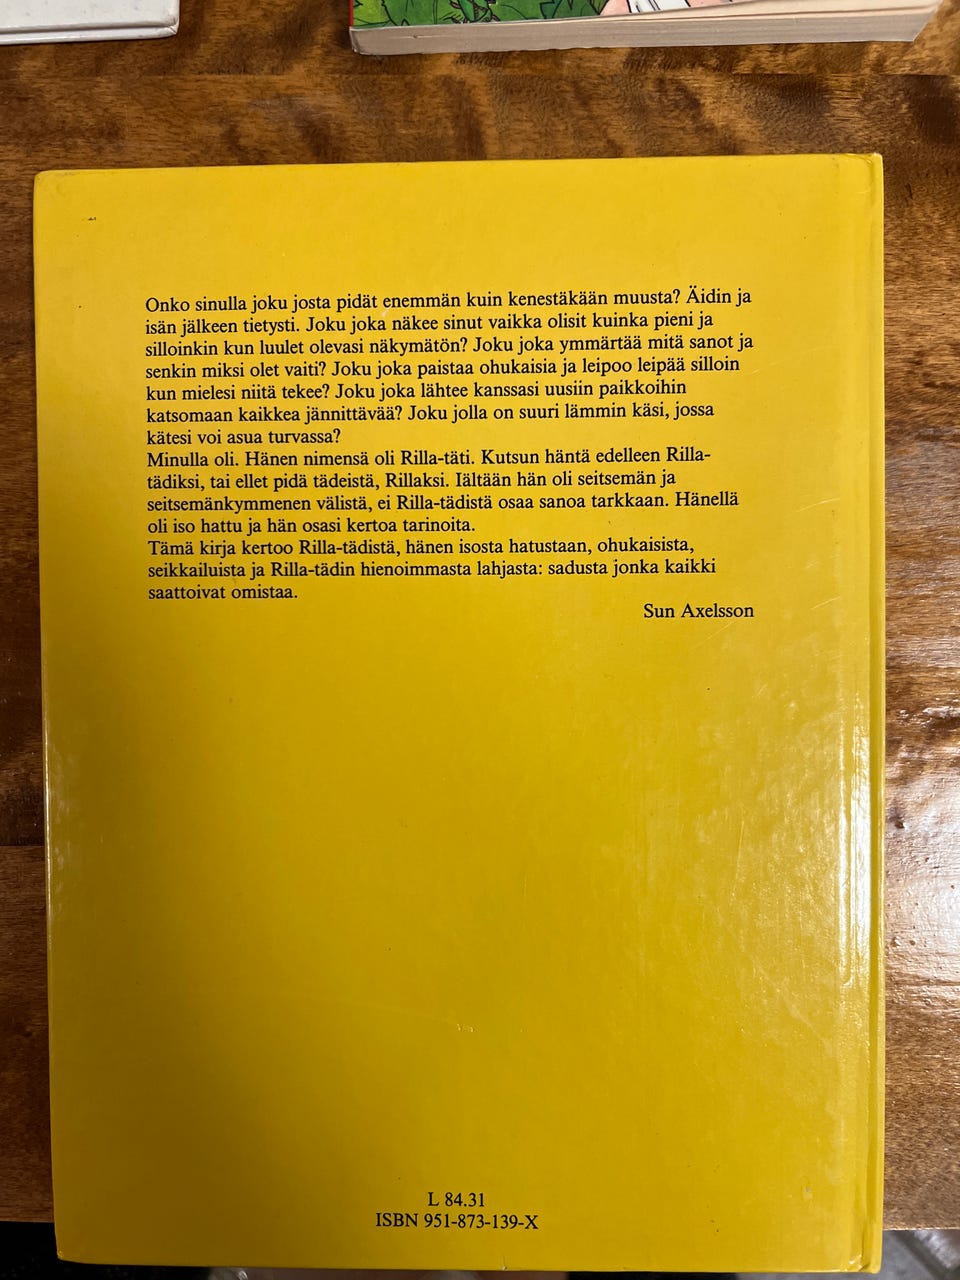 Onko sinulla joku josta pidät enemmän kuin kenestäkään muusta? Äidin ja
isän jälkeen tietysti. Joku joka näkee sinut vaikka olisit kuinka pieni ja
silloinkin kun luulet olevasi näkymätön? Joku joka ymmärtää mitä sanot ja
senkin miksi olet vaiti? Joku joka paistaa ohukaisia ja leipoo leipää silloin
kun mielesi niitä tekee? Joku joka lähtee kanssasi uusiin paikkoihin
katsomaan kaikkea jännittävää? Joku jolla on suuri lämmin käsi, jossa
kätesi voi asua turvassa?
Minulla oli. Hänen nimensä oli Rilla-täti. Kutsun häntä edelleen Rilla-
tädiksi, tai ellet pidä tädeistä, Rillaksi. Iältään hän oli seitsemän ja
seitsemänkymmenen välistä, ei Rilla-tädistä osaa sanoa tarkkaan. Hänellä
oli iso hattu ja hän osasi kertoa tarinoita.
Tämä kirja kertoo Rilla-tädistä, hänen isosta hatustaan, ohukaisista,
seikkailuista ja Rilla-tädin hienoimmasta lahjasta: sadusta jonka kaikki
saattoivat omistaa.
Sun Axelsson
L 84.31
ISBN 951-873-139-X